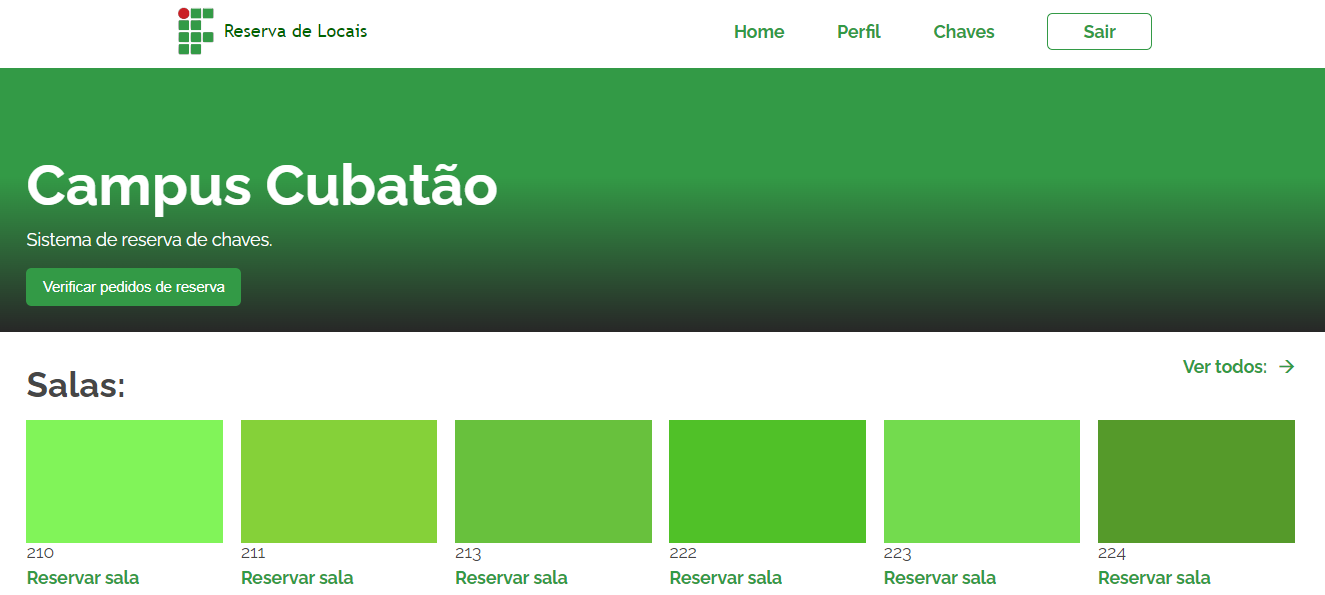 Reserva de Locais
Home Perfil Chaves Sair
Campus Cubatão
Sistema de reserva de chaves.
Verificar pedidos de reserva
Ver todos: →
Salas:
210 211 213 222 223 224
Reservar sala Reservar sala Reservar sala Reservar sala Reservar sala Reservar sala